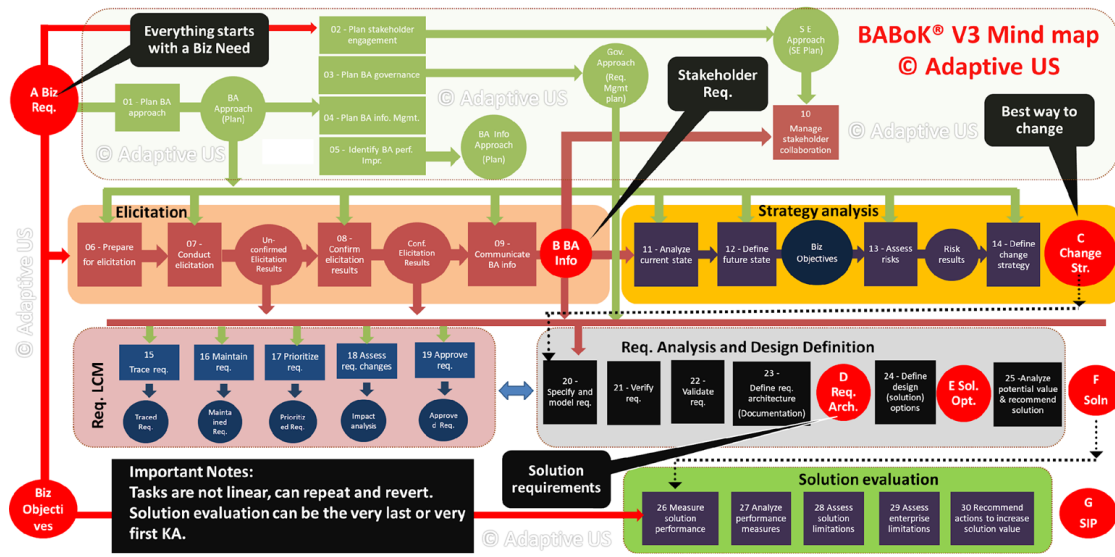 Everything starts
with a Biz Need
A Biz
Req.
01 - Plan BA
approach
BA
Approach
(Plan)
02 - Plan stakeholder
engagement
03 - Plan BA governance
04 - Plan BA info. Mgmt.
05 - Identify BA perf.
Impr.
BA Info
Approach
(Plan)
Gov.
Approach
(Req.
Mgmt
plan)
S E
Approach
(SE Plan)
10
Manage
stakeholder
collaboration
BABoK® V3 Mind map
© Adaptive US
© Adaptive US
© Adaptive US
© Adaptive US
© Adaptive US
Stakeholder
Req.
Best way to
change
Elicitation
06 - Prepare
for elicitation
07 -
Conduct
elicitation
Un-
confirmed
Elicitation
Results
08 -
Confirm
elicitation
results
Conf.
Elicitation
Results
09 -
Communicate
BA info
B BA
Info
Strategy analysis
11 - Analyze
current state
12 - Define
future state
Biz
Objectives
13 - Assess
risks
Risk
results
14 - Define
change
strategy
C
Change
Str.
Req. LCM
15
Trace req.
16 Maintain
req.
17 Prioritize
req.
18 Assess
req. changes
19 Approve
req.
Traced
Req.
Mainta
ined
Req.
Prioritiz
ed Req.
Impact
analysis
Approve
d Req.
Req. Analysis and Design Definition
20 -
Specify and
model req.
21 - Verify
req.
22 -
Validate
req.
23 -
Define req.
architecture
(Documentation)
D
Req.
Arch.
24 - Define
design
(solution)
options
E Sol.
Opt.
25 -Analyze
potential value
& recommend
solution
F
Soln
Solution
requirements
Biz
Objecti
ves
Important Notes:
Tasks are not linear, can repeat and revert.
Solution evaluation can be the very last or very
first KA.
© Adaptive US
Solution evaluation
26 - Measure
solution
performance
27 - Analyze
performance
measures
28 - Assess
solution
limitations
29 - Assess
enterprise
limitations
30 - Recommend
actions to increase
solution value
G
SIP